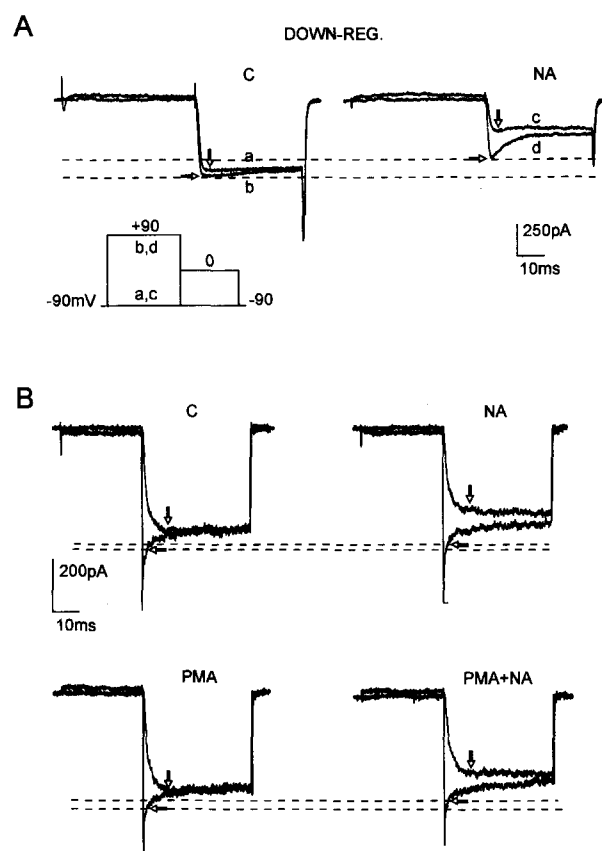 A
DOWN-REG.
C
NA
a
b
c
d
+90
b,d
0
a,c
-90mV
-90
250pA
10ms
B
C
NA
200pA
10ms
PMA
PMA+NA